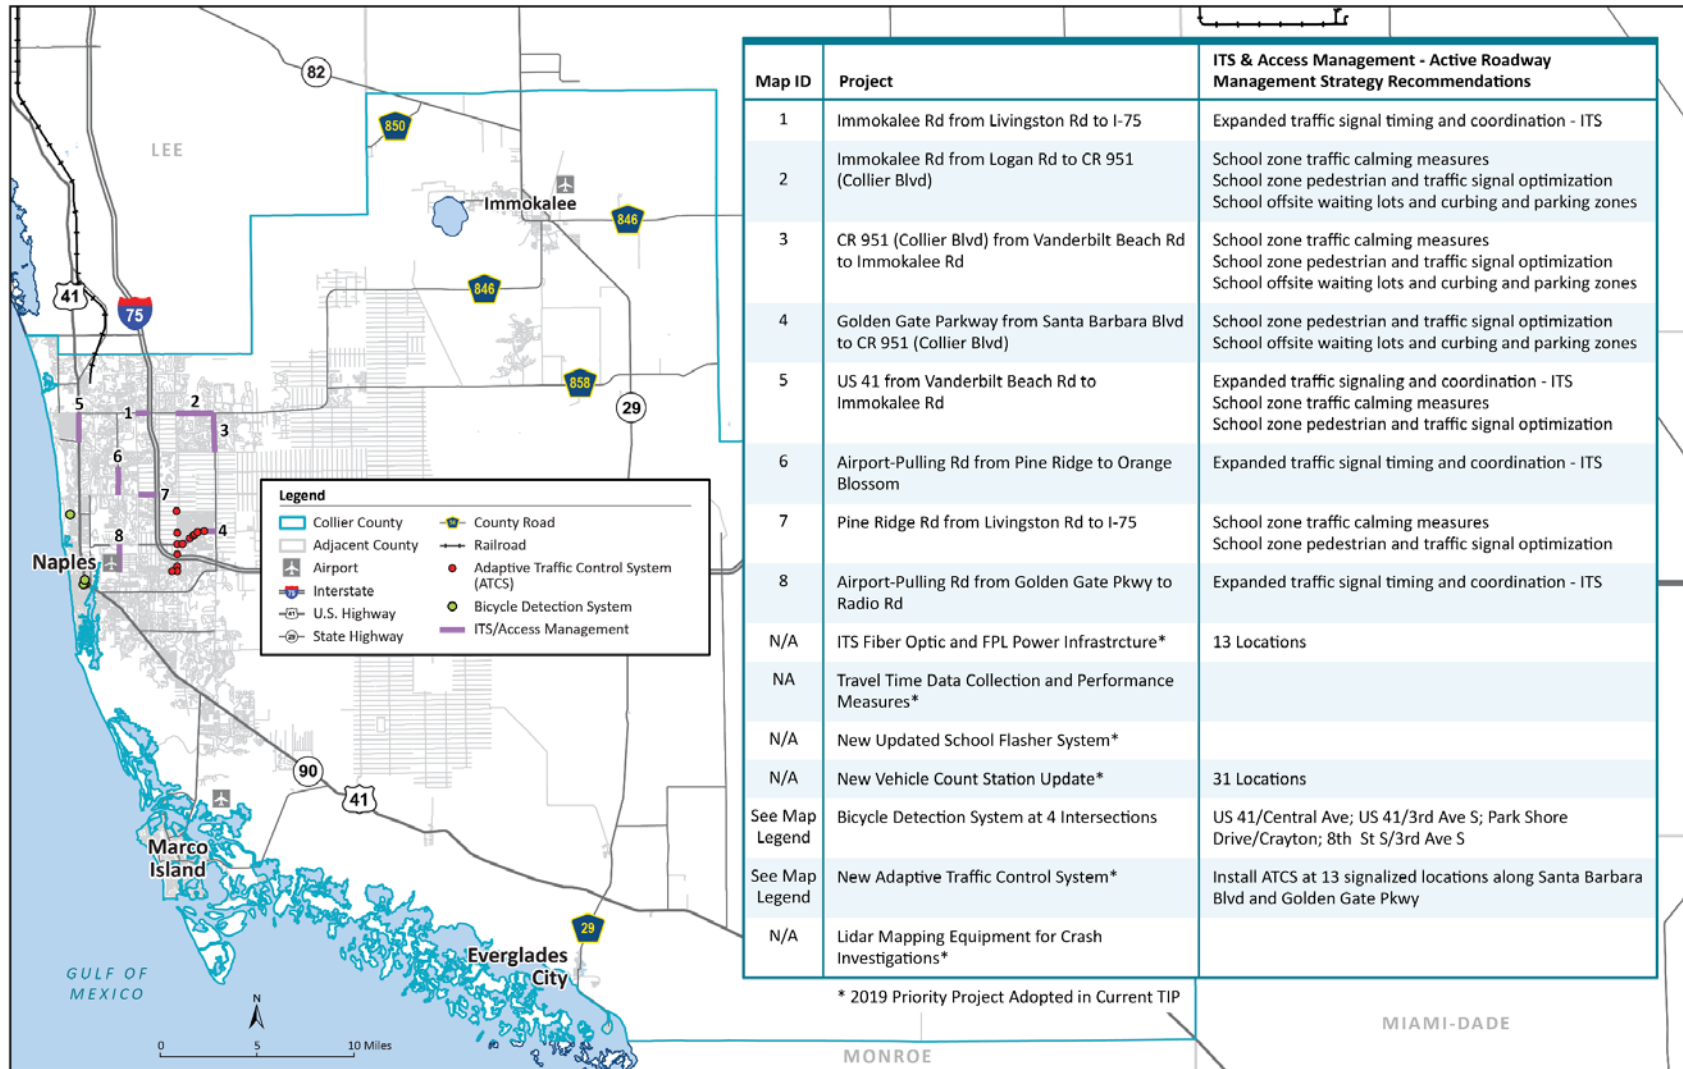 82
850
LEE
Immokalee
846
846
41
75
858
29
5
1
2
3
6
7
4
8
Naples
Legend
Collier County
Adjacent County
Airport
Interstate
U.S. Highway
State Highway
County Road
Railroad
Adaptive Traffic Control System
(ATCS)
Bicycle Detection System
ITS/Access Management
90
41
Marco
Island
29
Everglades
City
GULF OF
MEXICO
N
0 5 10 Miles
MONROE
MIAMI-DADE
Map ID Project ITS & Access Management - Active Roadway
Management Strategy Recommendations
1 Immokalee Rd from Livingston Rd to I-75 Expanded traffic signal timing and coordination - ITS
2 Immokalee Rd from Logan Rd to CR 951
(Collier Blvd)
School zone traffic calming measures
School zone pedestrian and traffic signal optimization
School offsite waiting lots and curbing and parking zones
3 CR 951 (Collier Blvd) from Vanderbilt Beach Rd
to Immokalee Rd
School zone traffic calming measures
School zone pedestrian and traffic signal optimization
School offsite waiting lots and curbing and parking zones
4 Golden Gate Parkway from Santa Barbara Blvd
to CR 951 (Collier Blvd)
School zone pedestrian and traffic signal optimization
School offsite waiting lots and curbing and parking zones
5 US 41 from Vanderbilt Beach Rd to
Immokalee Rd
Expanded traffic signaling and coordination - ITS
School zone traffic calming measures
School zone pedestrian and traffic signal optimization
6 Airport-Pulling Rd from Pine Ridge to Orange
Blossom
Expanded traffic signal timing and coordination - ITS
7 Pine Ridge Rd from Livingston Rd to I-75
School zone traffic calming measures
School zone pedestrian and traffic signal optimization
8 Airport-Pulling Rd from Golden Gate Pkwy to
Radio Rd
Expanded traffic signal timing and coordination - ITS
N/A ITS Fiber Optic and FPL Power Infrastrcture* 13 Locations
NA Travel Time Data Collection and Performance
Measures*
N/A New Updated School Flasher System*
N/A New Vehicle Count Station Update* 31 Locations
See Map
Legend
Bicycle Detection System at 4 Intersections
US 41/Central Ave; US 41/3rd Ave S; Park Shore
Drive/Crayton; 8th St S/3rd Ave S
See Map
Legend
New Adaptive Traffic Control System*
Install ATCS at 13 signalized locations along Santa Barbara
Blvd and Golden Gate Pkwy
N/A Lidar Mapping Equipment for Crash
Investigations*
* 2019 Priority Project Adopted in Current TIP